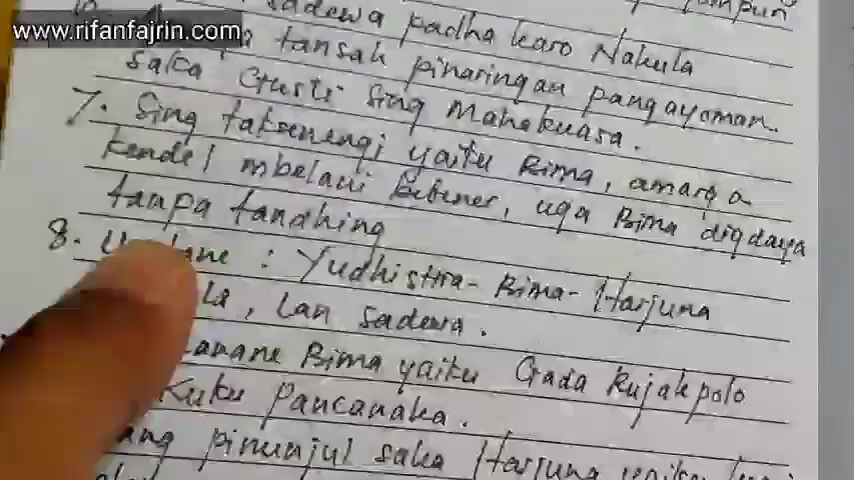 sadewa padha karo Nakula
www.rifanfajrin.com
tansah pinaringan pangayoman.
saka Gusti Sing Mahakuasa.
7. Sing taksenengi yaitu Bima, amarga
kendel mbelani bebener, uga Bima digdaya
tanpa tandhing
8. : Yudhistira - Bima - Harjuna
, lan sadewa.
Bima yaiku Gada Rujakpolo
Kuku Pancanaka.
pinunjul saka Harjuna yaiku